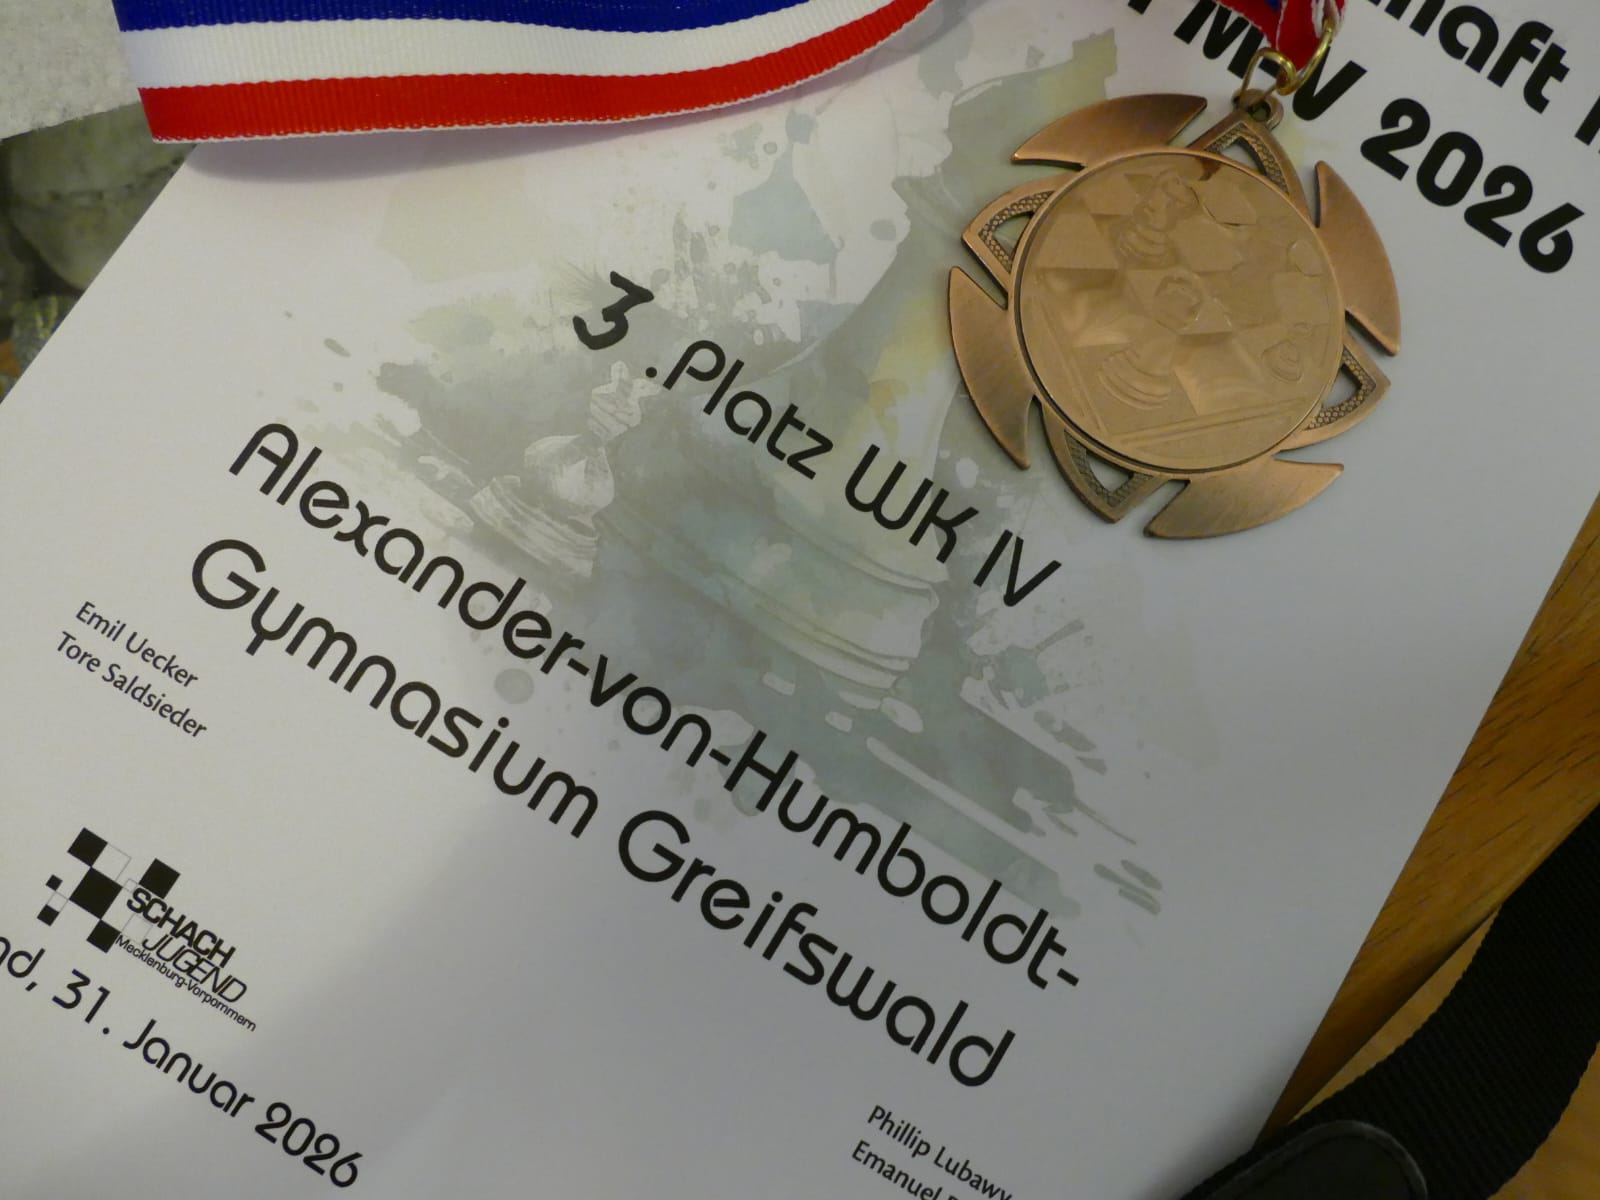 MV 2026
3. Platz WK IV
Alexander-von-Humboldt-
Gymnasium Greifswald
Emil Uecker
Tore Saldsieder
Phillip
Emanuel
SCHACH
JUGEND
Mecklenburg-Vorpommern
31. Januar 2026